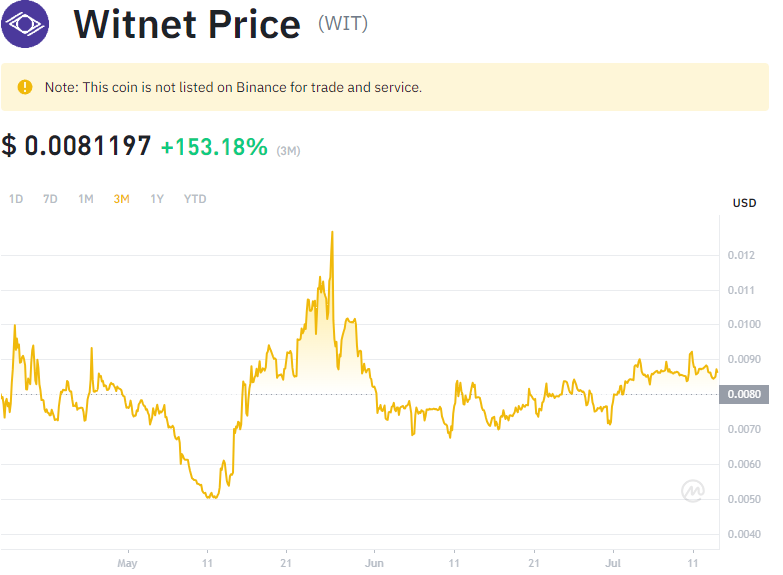 Witnet Price (WIT)
Note: This coin is not listed on Binance for trade and service.
$ 0.0081197 +153.18% (3M)
1D 7D 1M 3M 1Y YTD
USD
0.012
0.011
0.0100
0.0090
0.0080
0.0070
0.0060
0.0050
0.0040
May 11 21 Jun 11 21 Jul 11